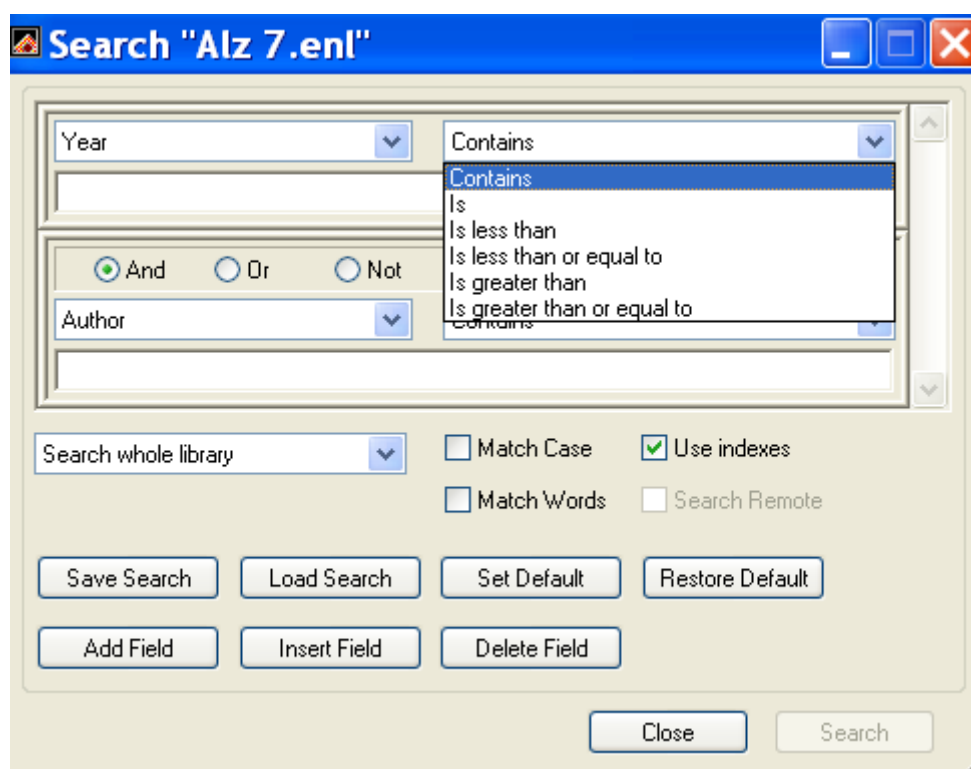 Search "Alz 7.enl"
Year Contains
Contains
Is
Is less than
Is less than or equal to
Is greater than
Is greater than or equal to
And Or Not
Author Contains
Search whole library
Match Case Use indexes
Match Words Search Remote
Save Search Load Search Set Default Restore Default
Add Field Insert Field Delete Field
Close Search